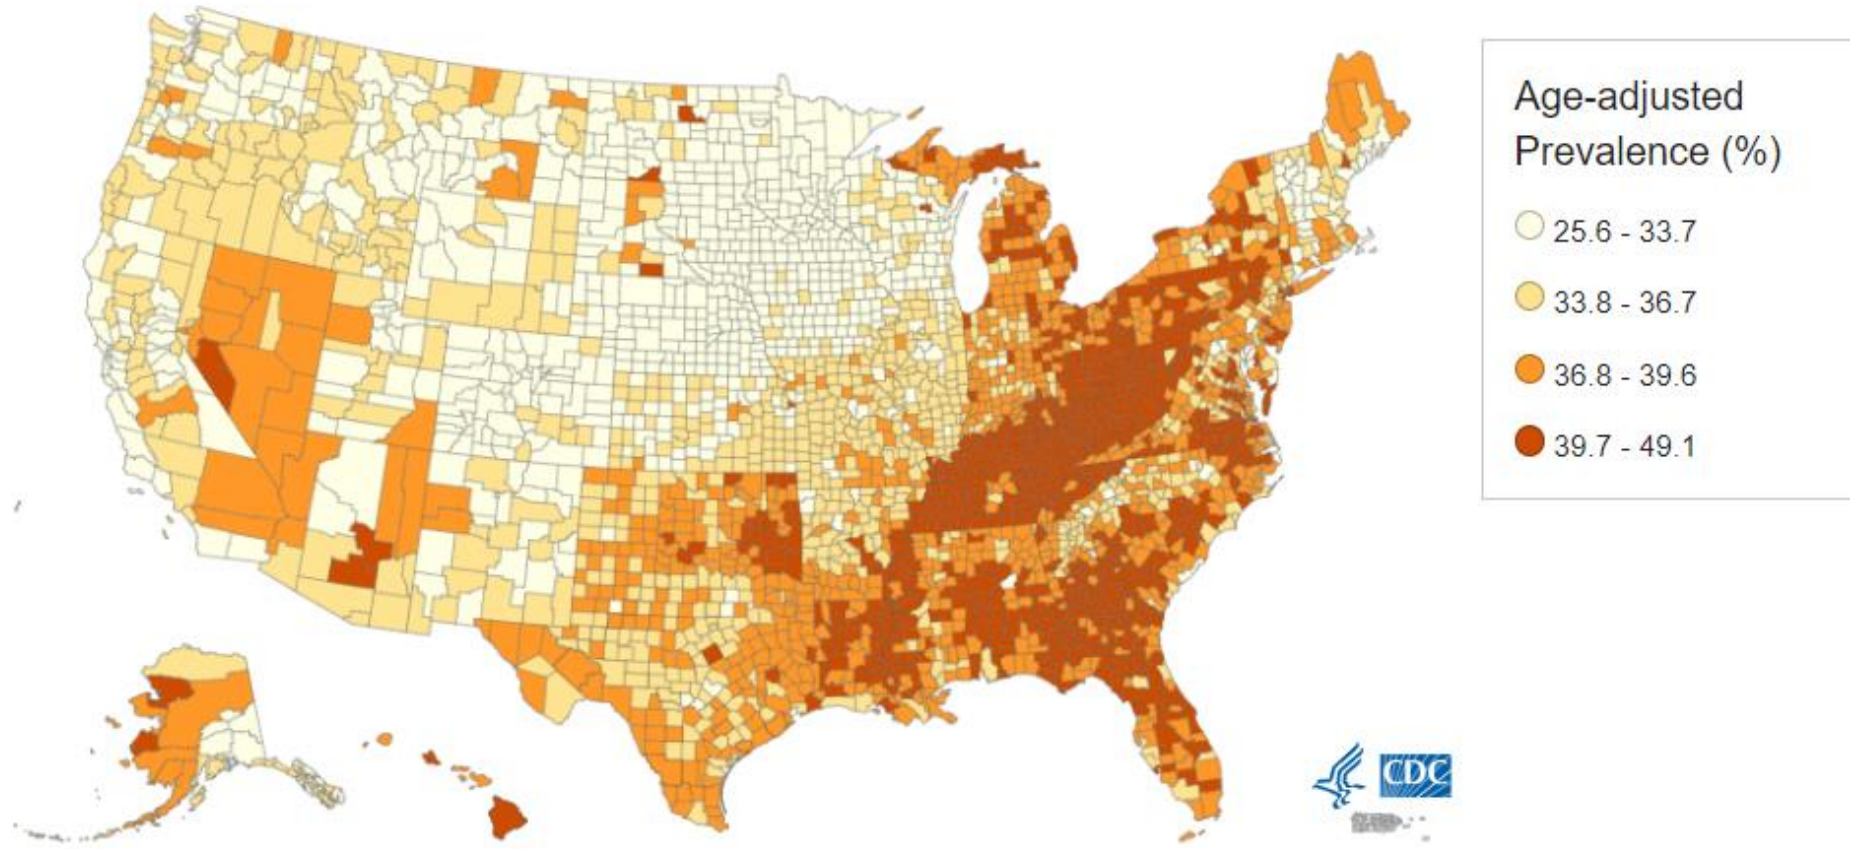 Age-adjusted
Prevalence (%)
25.6 - 33.7
33.8 - 36.7
36.8 - 39.6
39.7 - 49.1
CDC